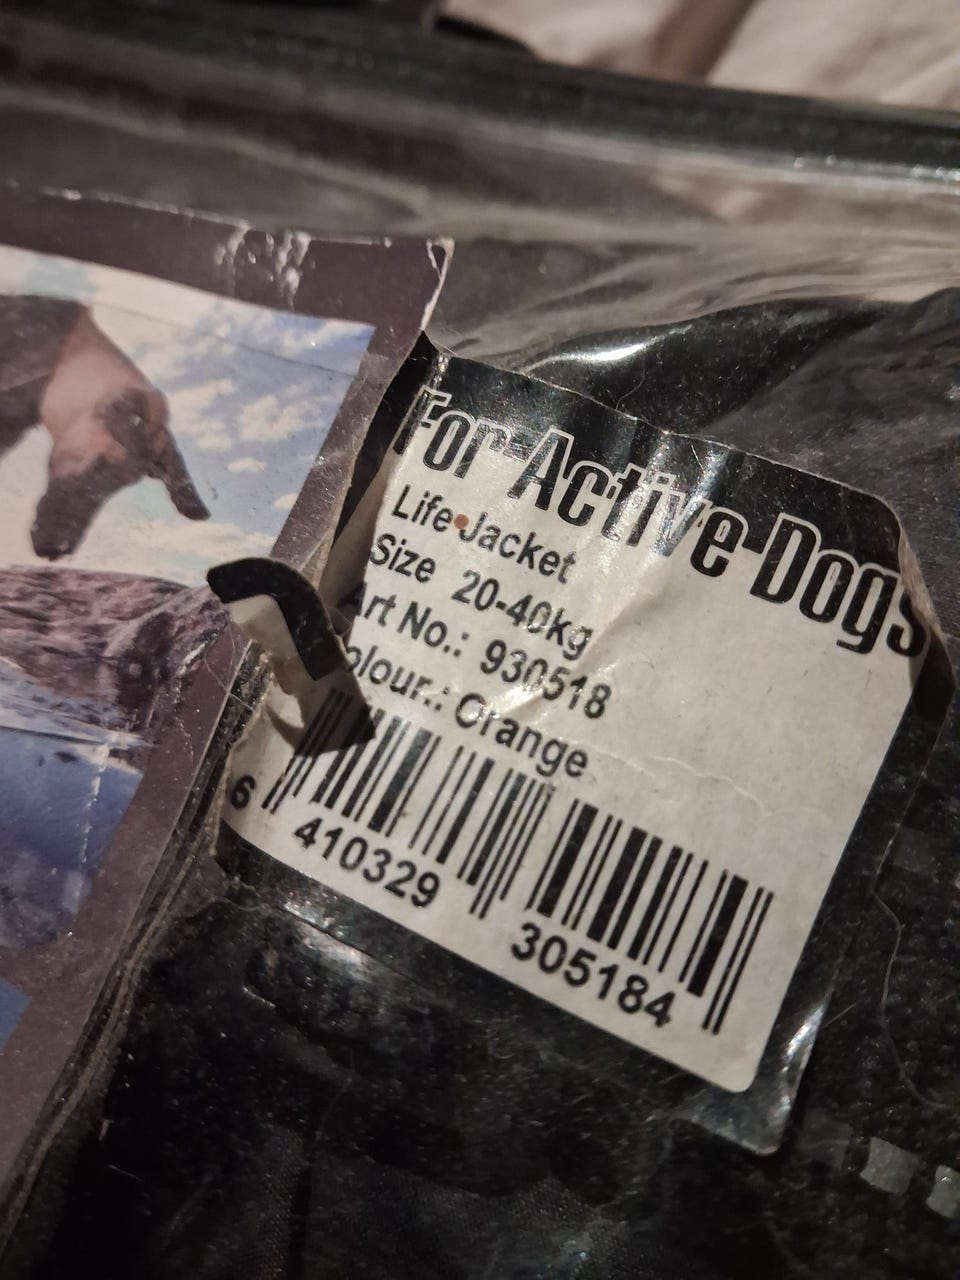 For-Active-Dogs
Life Jacket
Size 20-40kg
Art No.: 930518
olour.: Orange
6 410329 305184